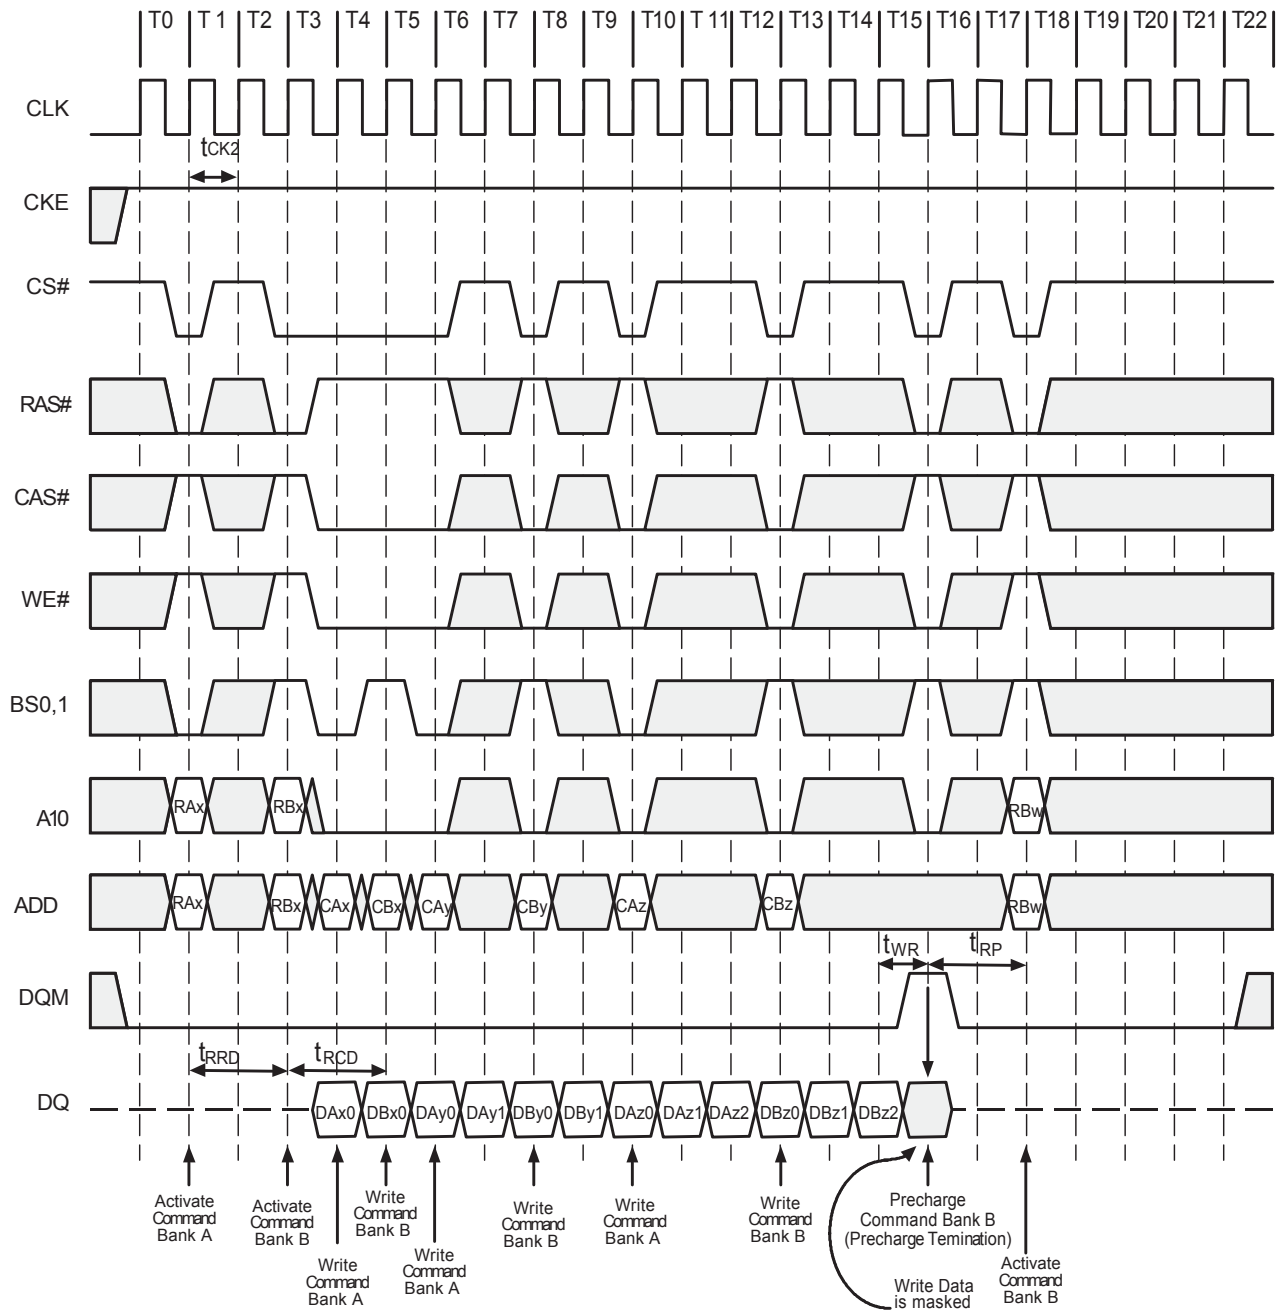 T0 T 1 T2 T3 T4 T5 T6 T7 T8 T9 T10 T 11 T12 T13 T14 T15 T16 T17 T18 T19 T20 T21 T22
CLK
tCK2
CKE
CS#
RAS#
CAS#
WE#
BS0,1
A10
RAx RBx RBw
ADD
RAx RBx CAx CBx CAy CBy CAz CBz RBw
tWR tRP
DQM
tRRD tRCD
DQ
DAx0 DBx0 DAy0 DAy1 DBy0 DBy1 DAz0 DAz1 DAz2 DBz0 DBz1 DBz2
Activate
Command
Bank A
Activate
Command
Bank B
Write
Command
Bank A
Write
Command
Bank B
Write
Command
Bank A
Write
Command
Bank B
Write
Command
Bank A
Write
Command
Bank B
Precharge
Command Bank B
(Precharge Temination)
Write Data
is masked
Activate
Command
Bank B